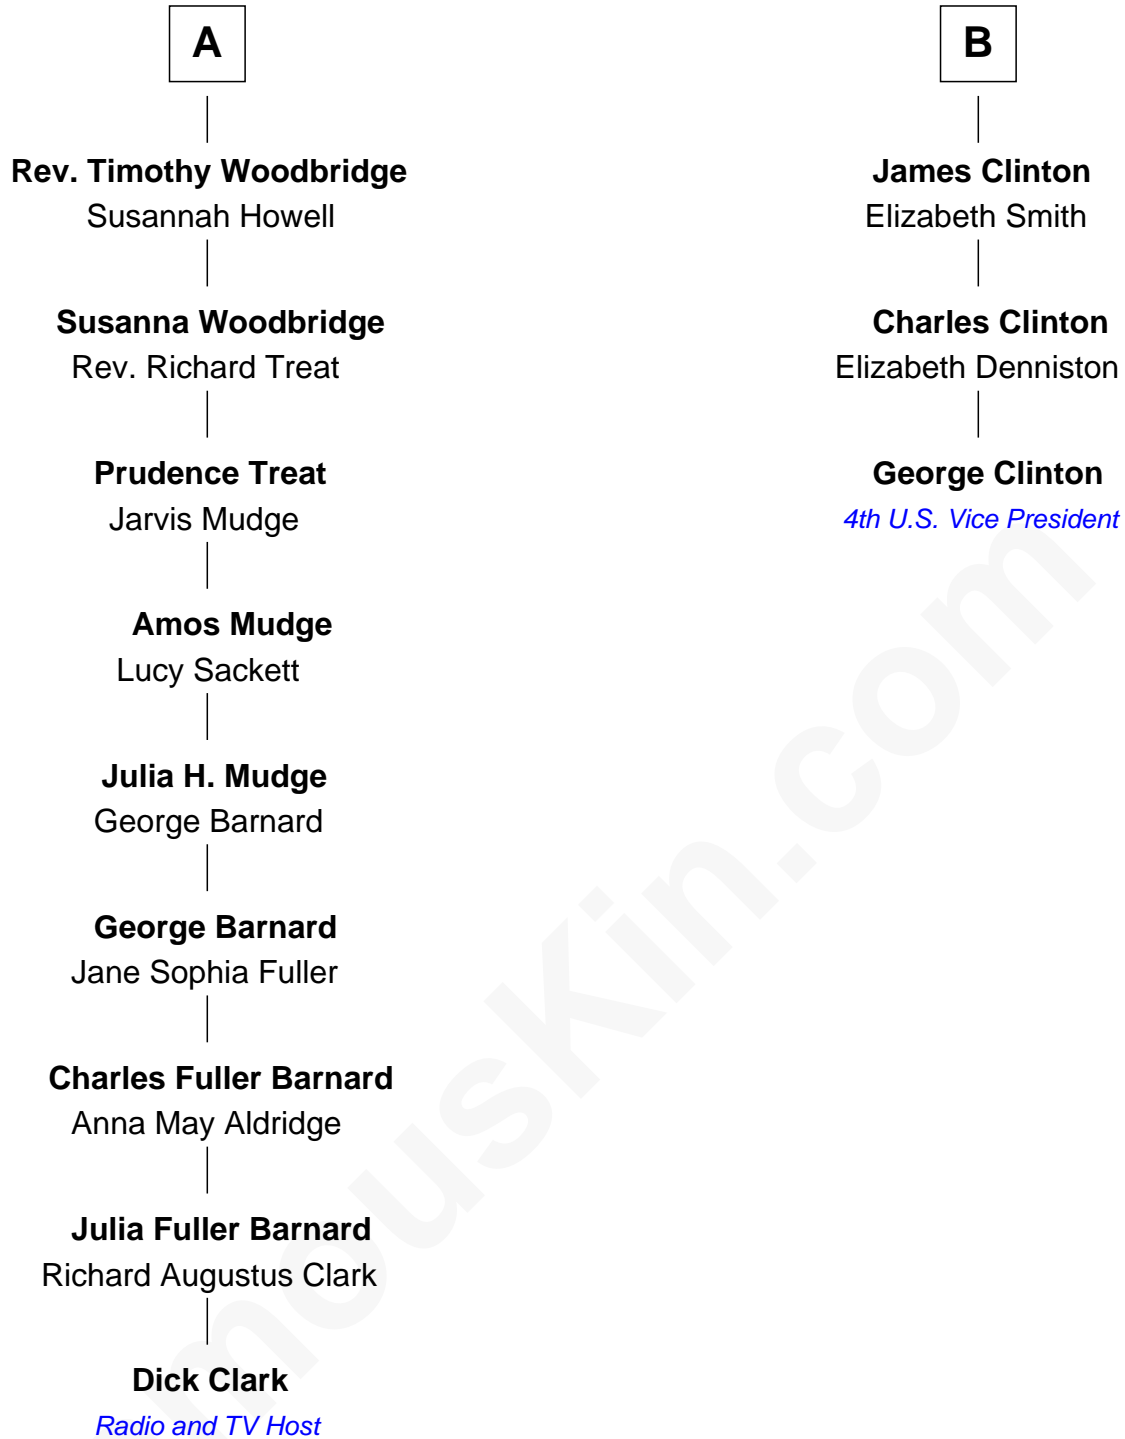 A
Rev. Timothy Woodbridge
Susannah Howell
Susanna Woodbridge
Rev. Richard Treat
Prudence Treat
Jarvis Mudge
Amos Mudge
Lucy Sackett
Julia H. Mudge
George Barnard
George Barnard
Jane Sophia Fuller
Charles Fuller Barnard
Anna May Aldridge
Julia Fuller Barnard
Richard Augustus Clark
Dick Clark
Radio and TV Host
B
James Clinton
Elizabeth Smith
Charles Clinton
Elizabeth Denniston
George Clinton
4th U.S. Vice President
mousKin.com